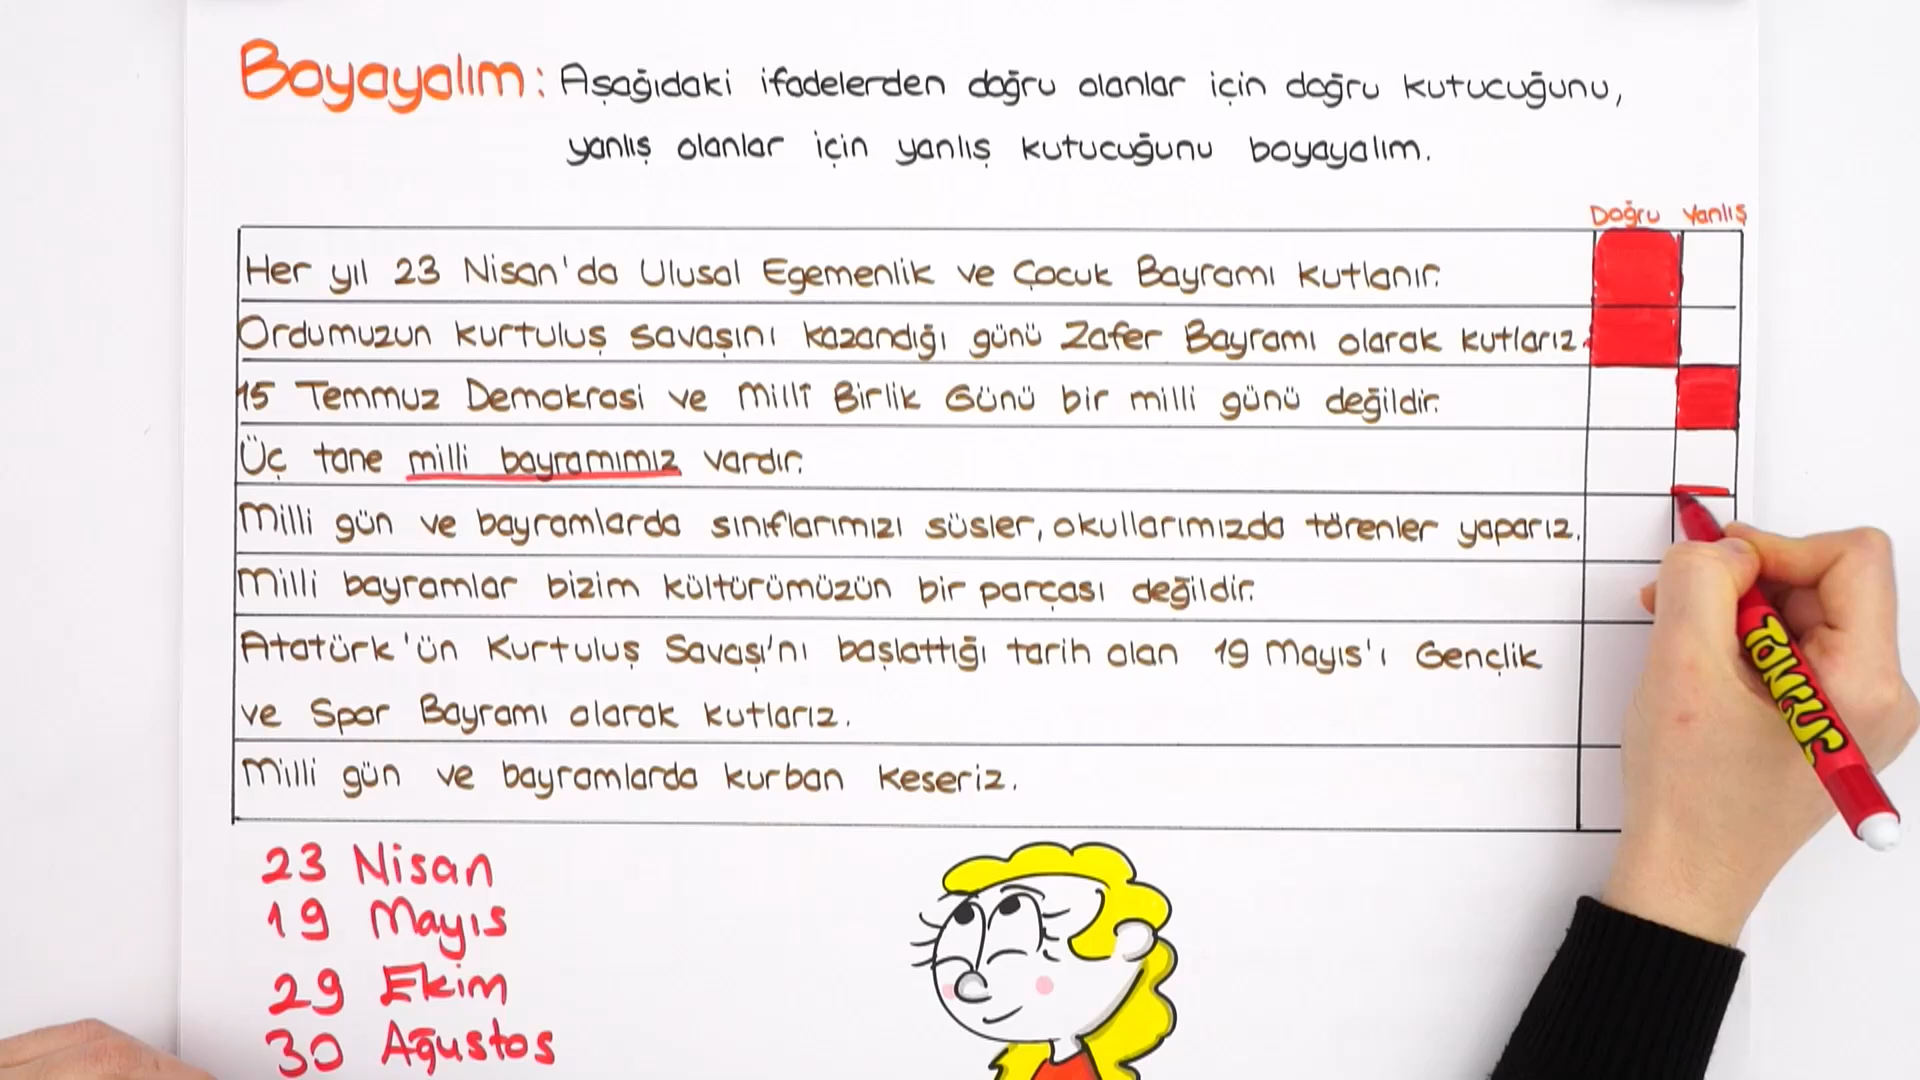 Boyayalım: Aşağıdaki ifadelerden doğru olanlar için doğru kutucuğunu,
yanlış olanlar için yanlış kutucuğunu boyayalım.
Doğru Yanlış
Her yıl 23 Nisan'da Ulusal Egemenlik ve Çocuk Bayramı kutlanır.
Ordumuzun kurtuluş savaşını kazandığı günü Zafer Bayramı olarak kutlarız.
15 Temmuz Demokrasi ve Millî Birlik Günü bir milli günü değildir.
Üç tane milli bayramımız vardır.
Milli gün ve bayramlarda sınıflarımızı süsler, okullarımızda törenler yaparız.
Milli bayramlar bizim kültürümüzün bir parçası değildir.
Atatürk'ün Kurtuluş Savaşı'nı başlattığı tarih olan 19 Mayıs'ı Gençlik
ve Spor Bayramı olarak kutlarız.
Milli gün ve bayramlarda kurban keseriz.
23 Nisan
19 Mayıs
29 Ekim
30 Ağustos